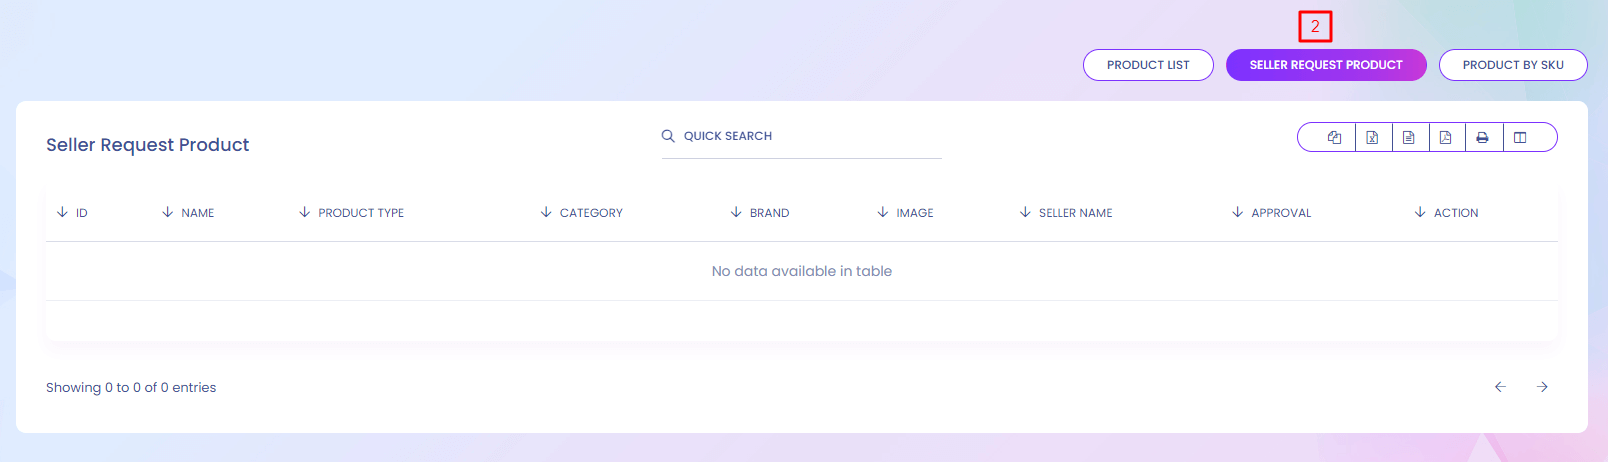 2
PRODUCT LIST SELLER REQUEST PRODUCT PRODUCT BY SKU
Seller Request Product QUICK SEARCH
ID NAME PRODUCT TYPE CATEGORY BRAND IMAGE SELLER NAME APPROVAL ACTION
No data available in table
Showing 0 to 0 of 0 entries